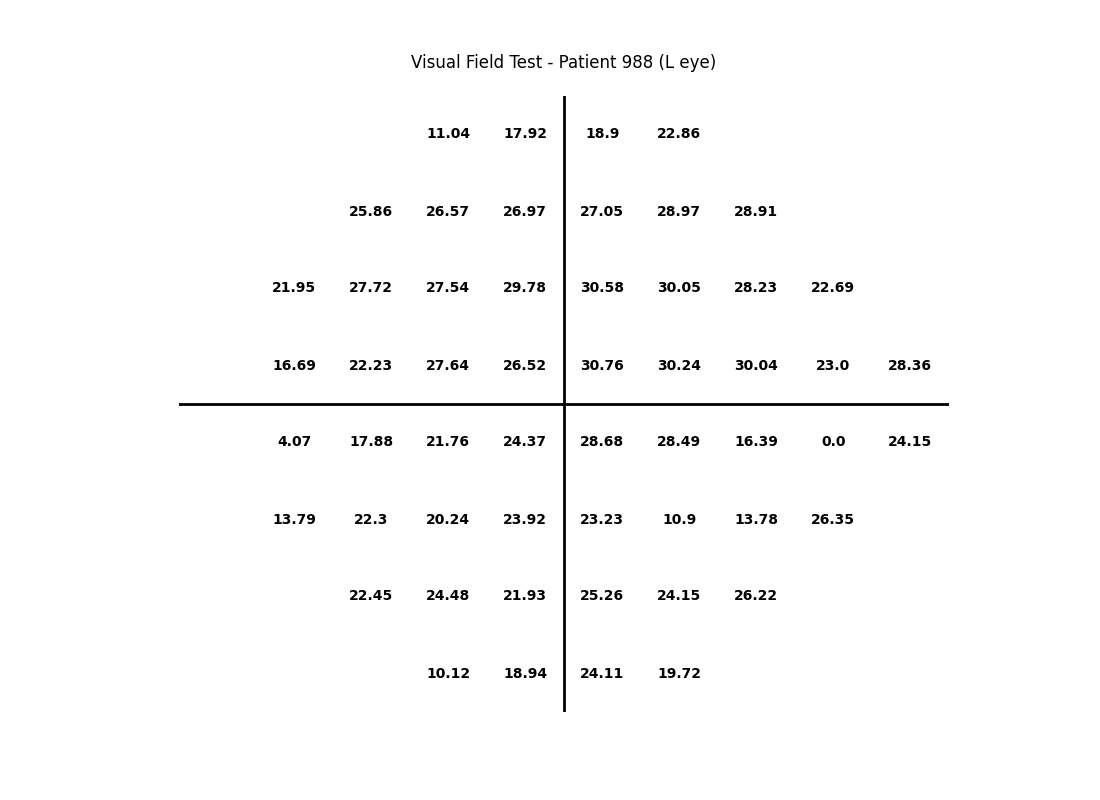 Visual Field Test - Patient 988 (L eye)
11.04 17.92 18.9 22.86
25.86 26.57 26.97 27.05 28.97 28.91
21.95 27.72 27.54 29.78 30.58 30.05 28.23 22.69
16.69 22.23 27.64 26.52 30.76 30.24 30.04 23.0 28.36
4.07 17.88 21.76 24.37 28.68 28.49 16.39 0.0 24.15
13.79 22.3 20.24 23.92 23.23 10.9 13.78 26.35
22.45 24.48 21.93 25.26 24.15 26.22
10.12 18.94 24.11 19.72